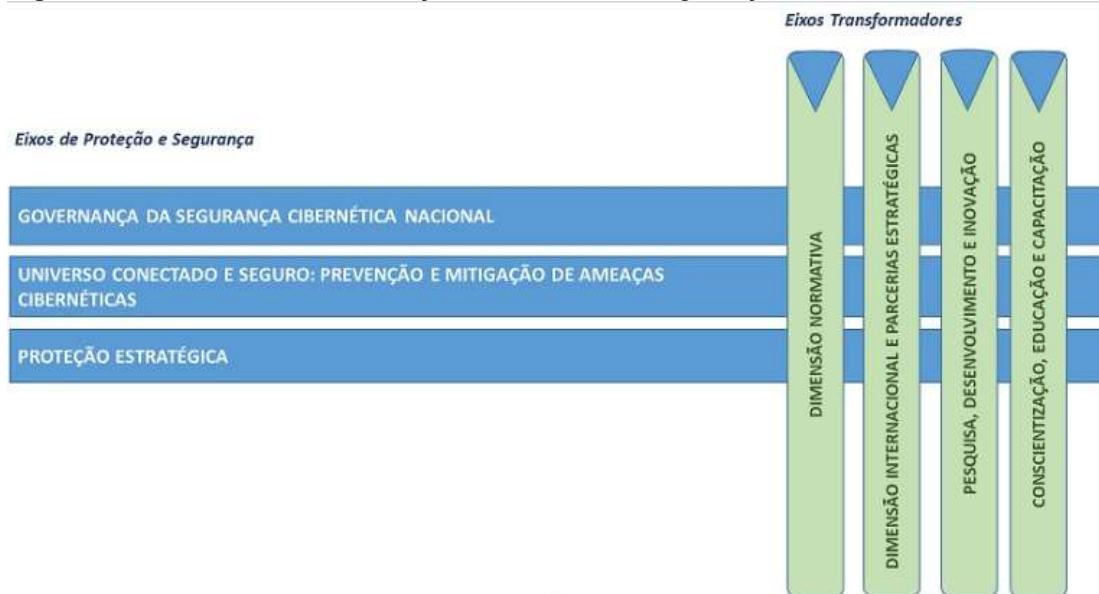 Eixos Transformadores
Eixos de Proteção e Segurança
GOVERNANÇA DA SEGURANÇA CIBERNÉTICA NACIONAL
UNIVERSO CONECTADO E SEGURO: PREVENÇÃO E MITIGAÇÃO DE AMEAÇAS
CIBERNÉTICAS
PROTEÇÃO ESTRATÉGICA
DIMENSÃO NORMATIVA
DIMENSÃO INTERNACIONAL E PARCERIAS ESTRATÉGICAS
PESQUISA, DESENVOLVIMENTO E INOVAÇÃO
CONSCIENTIZAÇÃO, EDUCAÇÃO E CAPACITAÇÃO